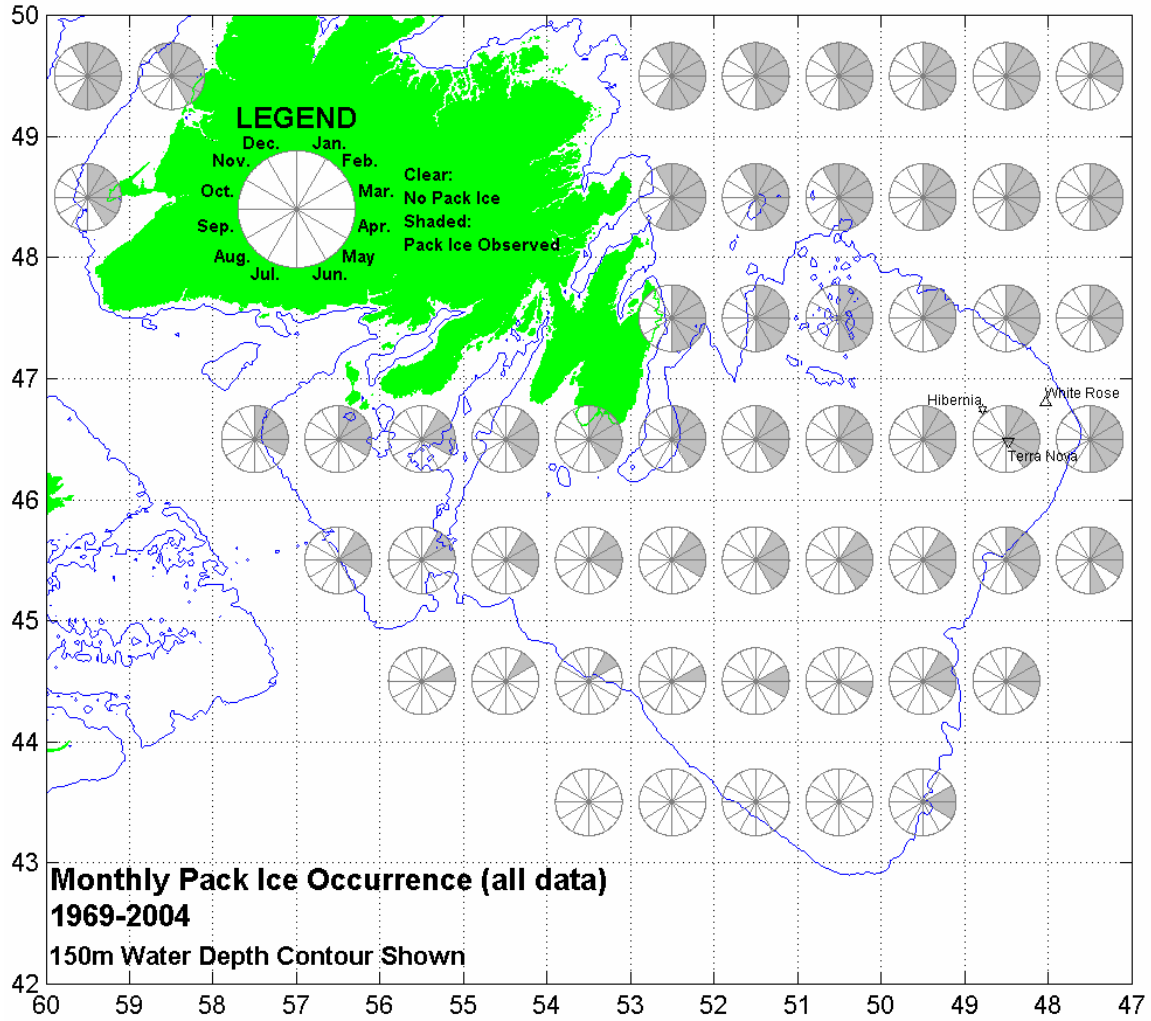 50
49
48
47
46
45
44
43
42
LEGEND
Dec. Jan.
Nov. Feb.
Oct. Mar.
Sep. Apr.
Aug. May
Jul. Jun.
Clear:
No Pack Ice
Shaded:
Pack Ice Observed
White Rose
Hibernia
Terra Nova
Monthly Pack Ice Occurrence (all data)
1969-2004
150m Water Depth Contour Shown
60 59 58 57 56 55 54 53 52 51 50 49 48 47